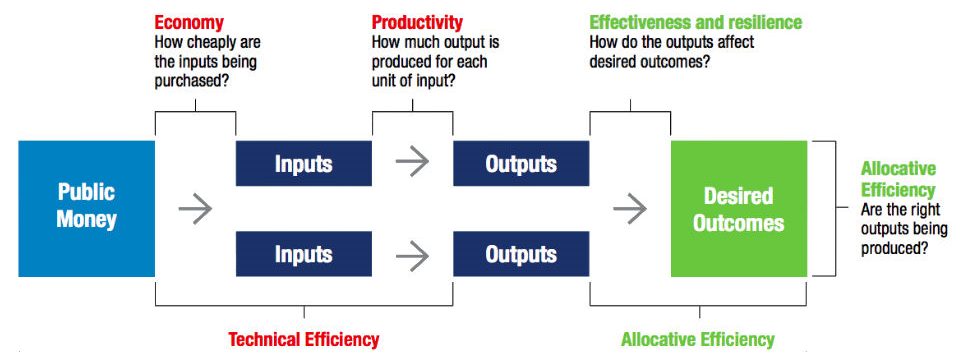 Economy
How cheaply are
the inputs being
purchased?
Productivity
How much output is
produced for each
unit of input?
Effectiveness and resilience
How do the outputs affect
desired outcomes?
Public
Money
Inputs
Outputs
Inputs
Outputs
Desired
Outcomes
Allocative
Efficiency
Are the right
outputs being
produced?
Technical Efficiency
Allocative Efficiency